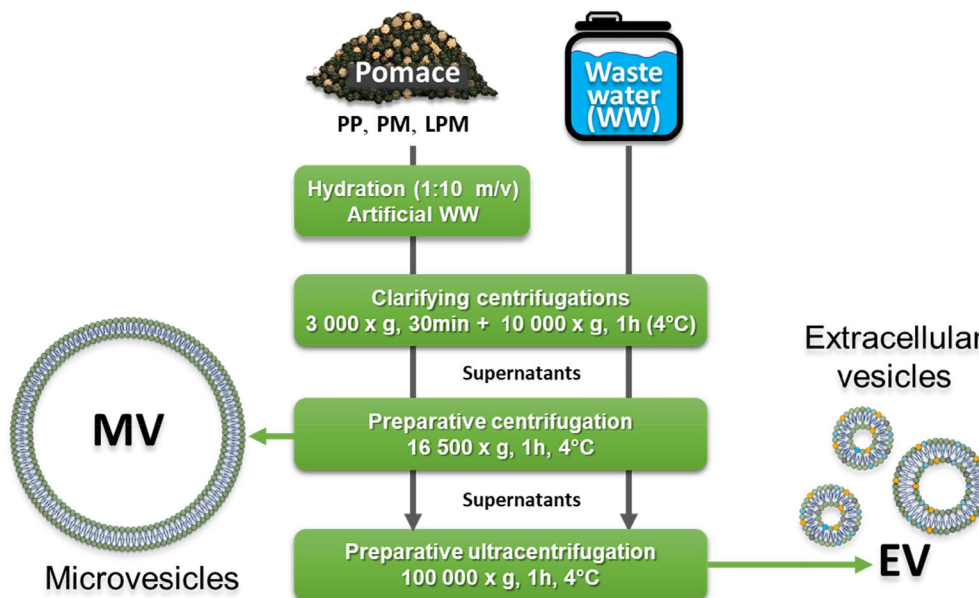 Pomace
PP, PM, LPM
Waste
water
(WW)
Hydration (1:10 m/v)
Artificial WW
Clarifying centrifugations
3 000 x g, 30min + 10 000 x g, 1h (4°C)
Supernatants
Preparative centrifugation
16 500 x g, 1h, 4°C
MV
Microvesicles
Supernatants
Preparative ultracentrifugation
100 000 x g, 1h, 4°C
Extracellular
vesicles
EV